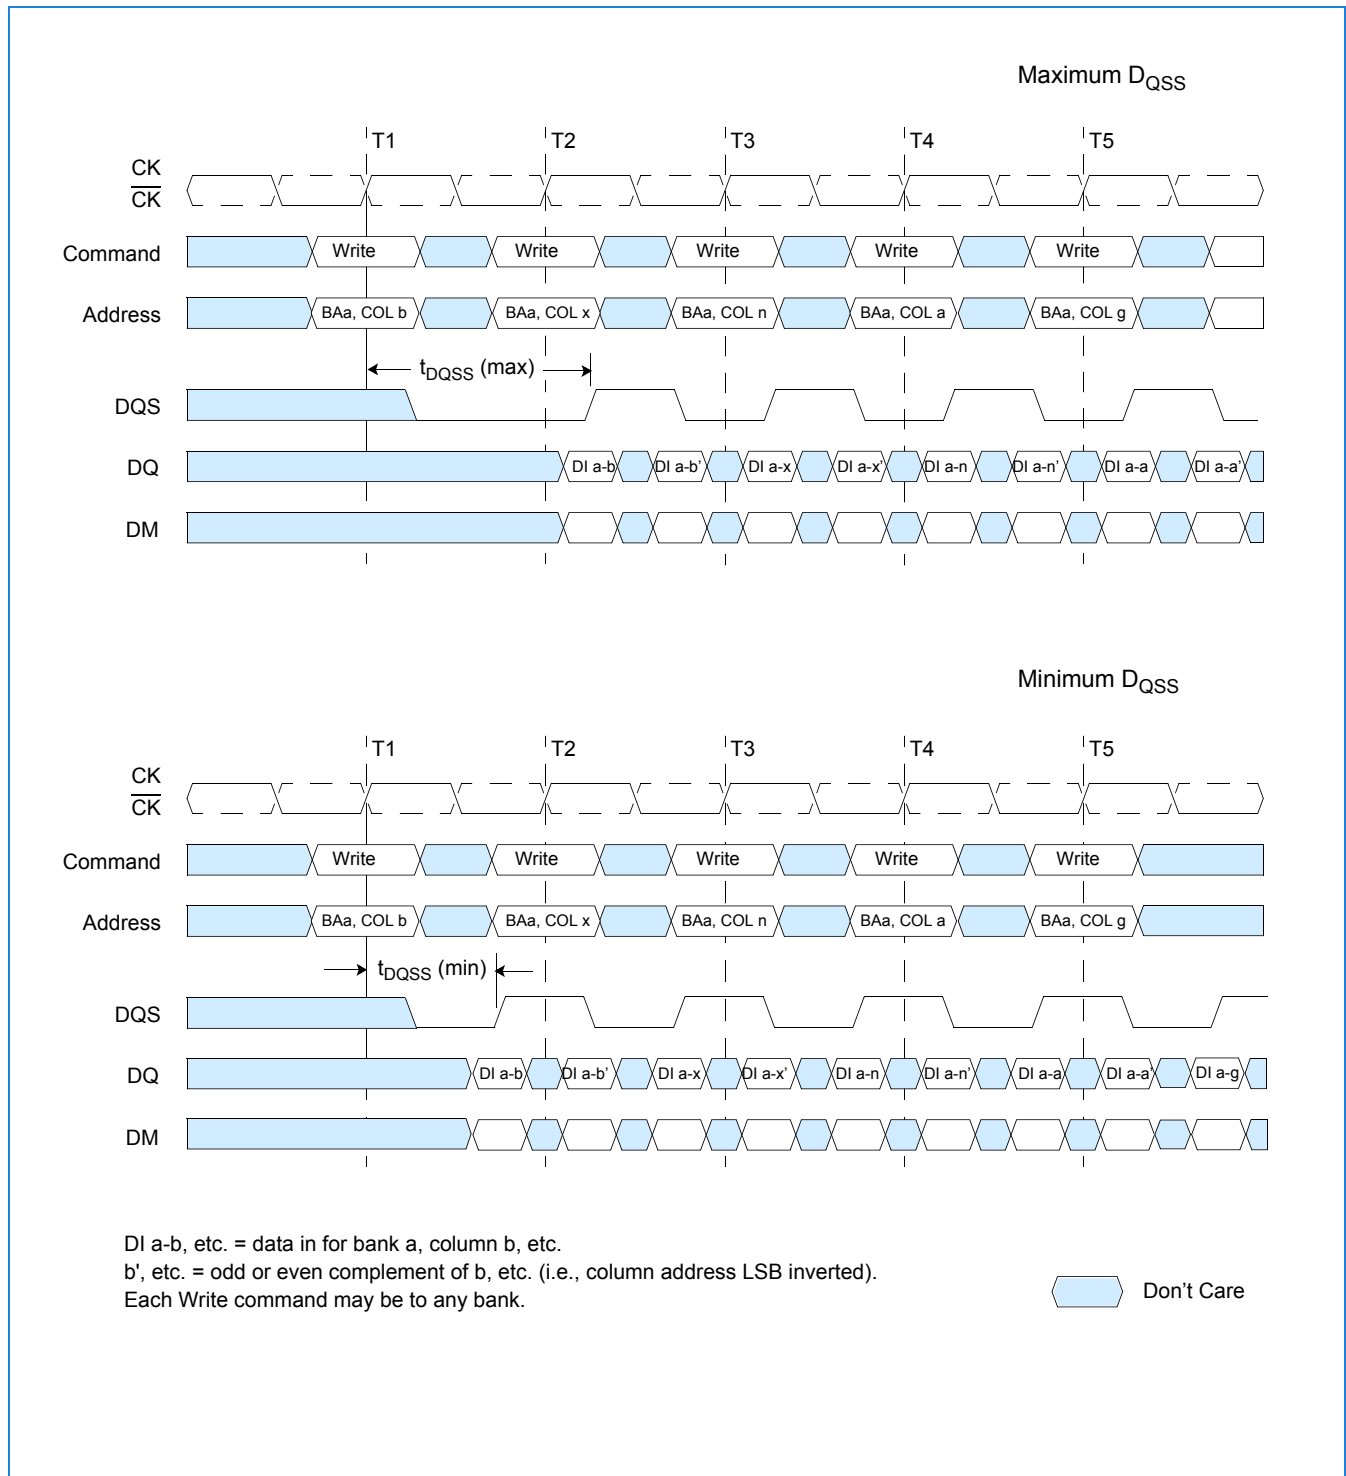 Maximum DQSS
T1 T2 T3 T4 T5
CK
CK
Command Write Write Write Write Write
Address BAa, COL b BAa, COL x BAa, COL n BAa, COL a BAa, COL g
tDQSS (max)
DQS
DQ DI a-b DI a-b’ DI a-x DI a-x’ DI a-n DI a-n’ DI a-a DI a-a’
DM
Minimum DQSS
T1 T2 T3 T4 T5
CK
CK
Command Write Write Write Write Write
Address BAa, COL b BAa, COL x BAa, COL n BAa, COL a BAa, COL g
tDQSS (min)
DQS
DQ DI a-b DI a-b’ DI a-x DI a-x’ DI a-n DI a-n’ DI a-a DI a-a’ DI a-g
DM
DI a-b, etc. = data in for bank a, column b, etc.
b', etc. = odd or even complement of b, etc. (i.e., column address LSB inverted).
Each Write command may be to any bank.
Don't Care